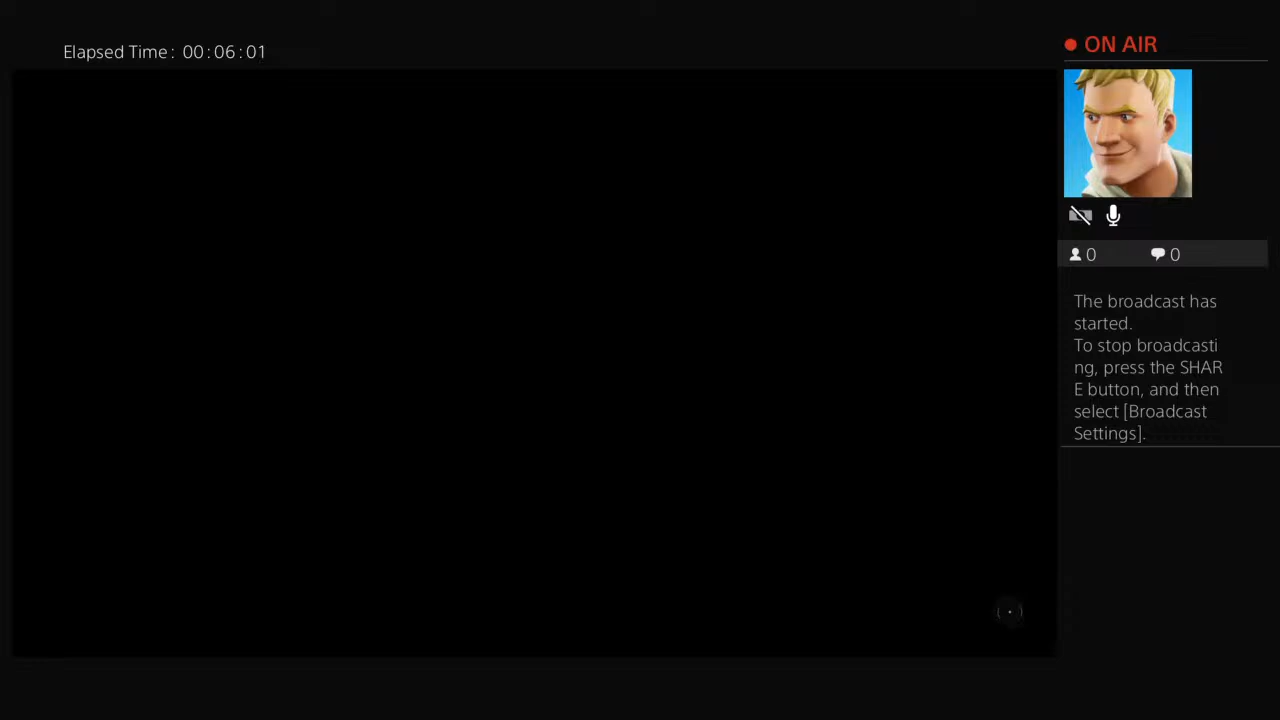 Elapsed Time: 00:06:01
ON AIR
0 0
The broadcast has
started.
To stop broadcasti
ng, press the SHAR
E button, and then
select [Broadcast
Settings].